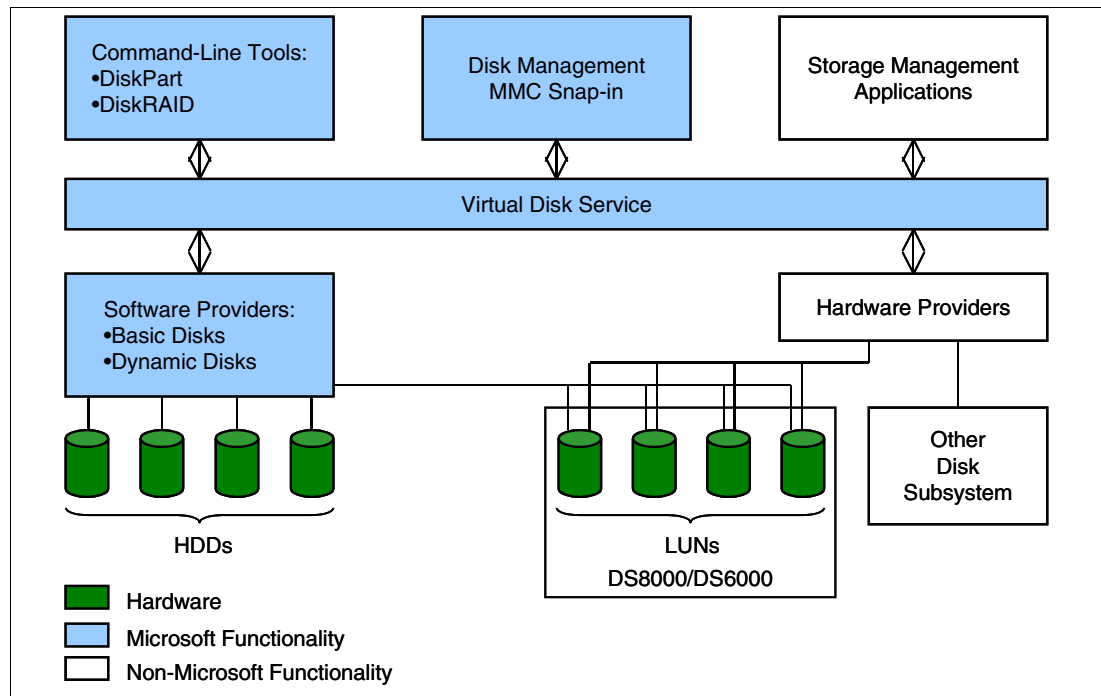 Command-Line Tools:
•DiskPart
•DiskRAID
Disk Management
MMC Snap-in
Storage Management
Applications
Virtual Disk Service
Software Providers:
•Basic Disks
•Dynamic Disks
Hardware Providers
Other
Disk
Subsystem
HDDs
LUNs
DS8000/DS6000
Hardware
Microsoft Functionality
Non-Microsoft Functionality